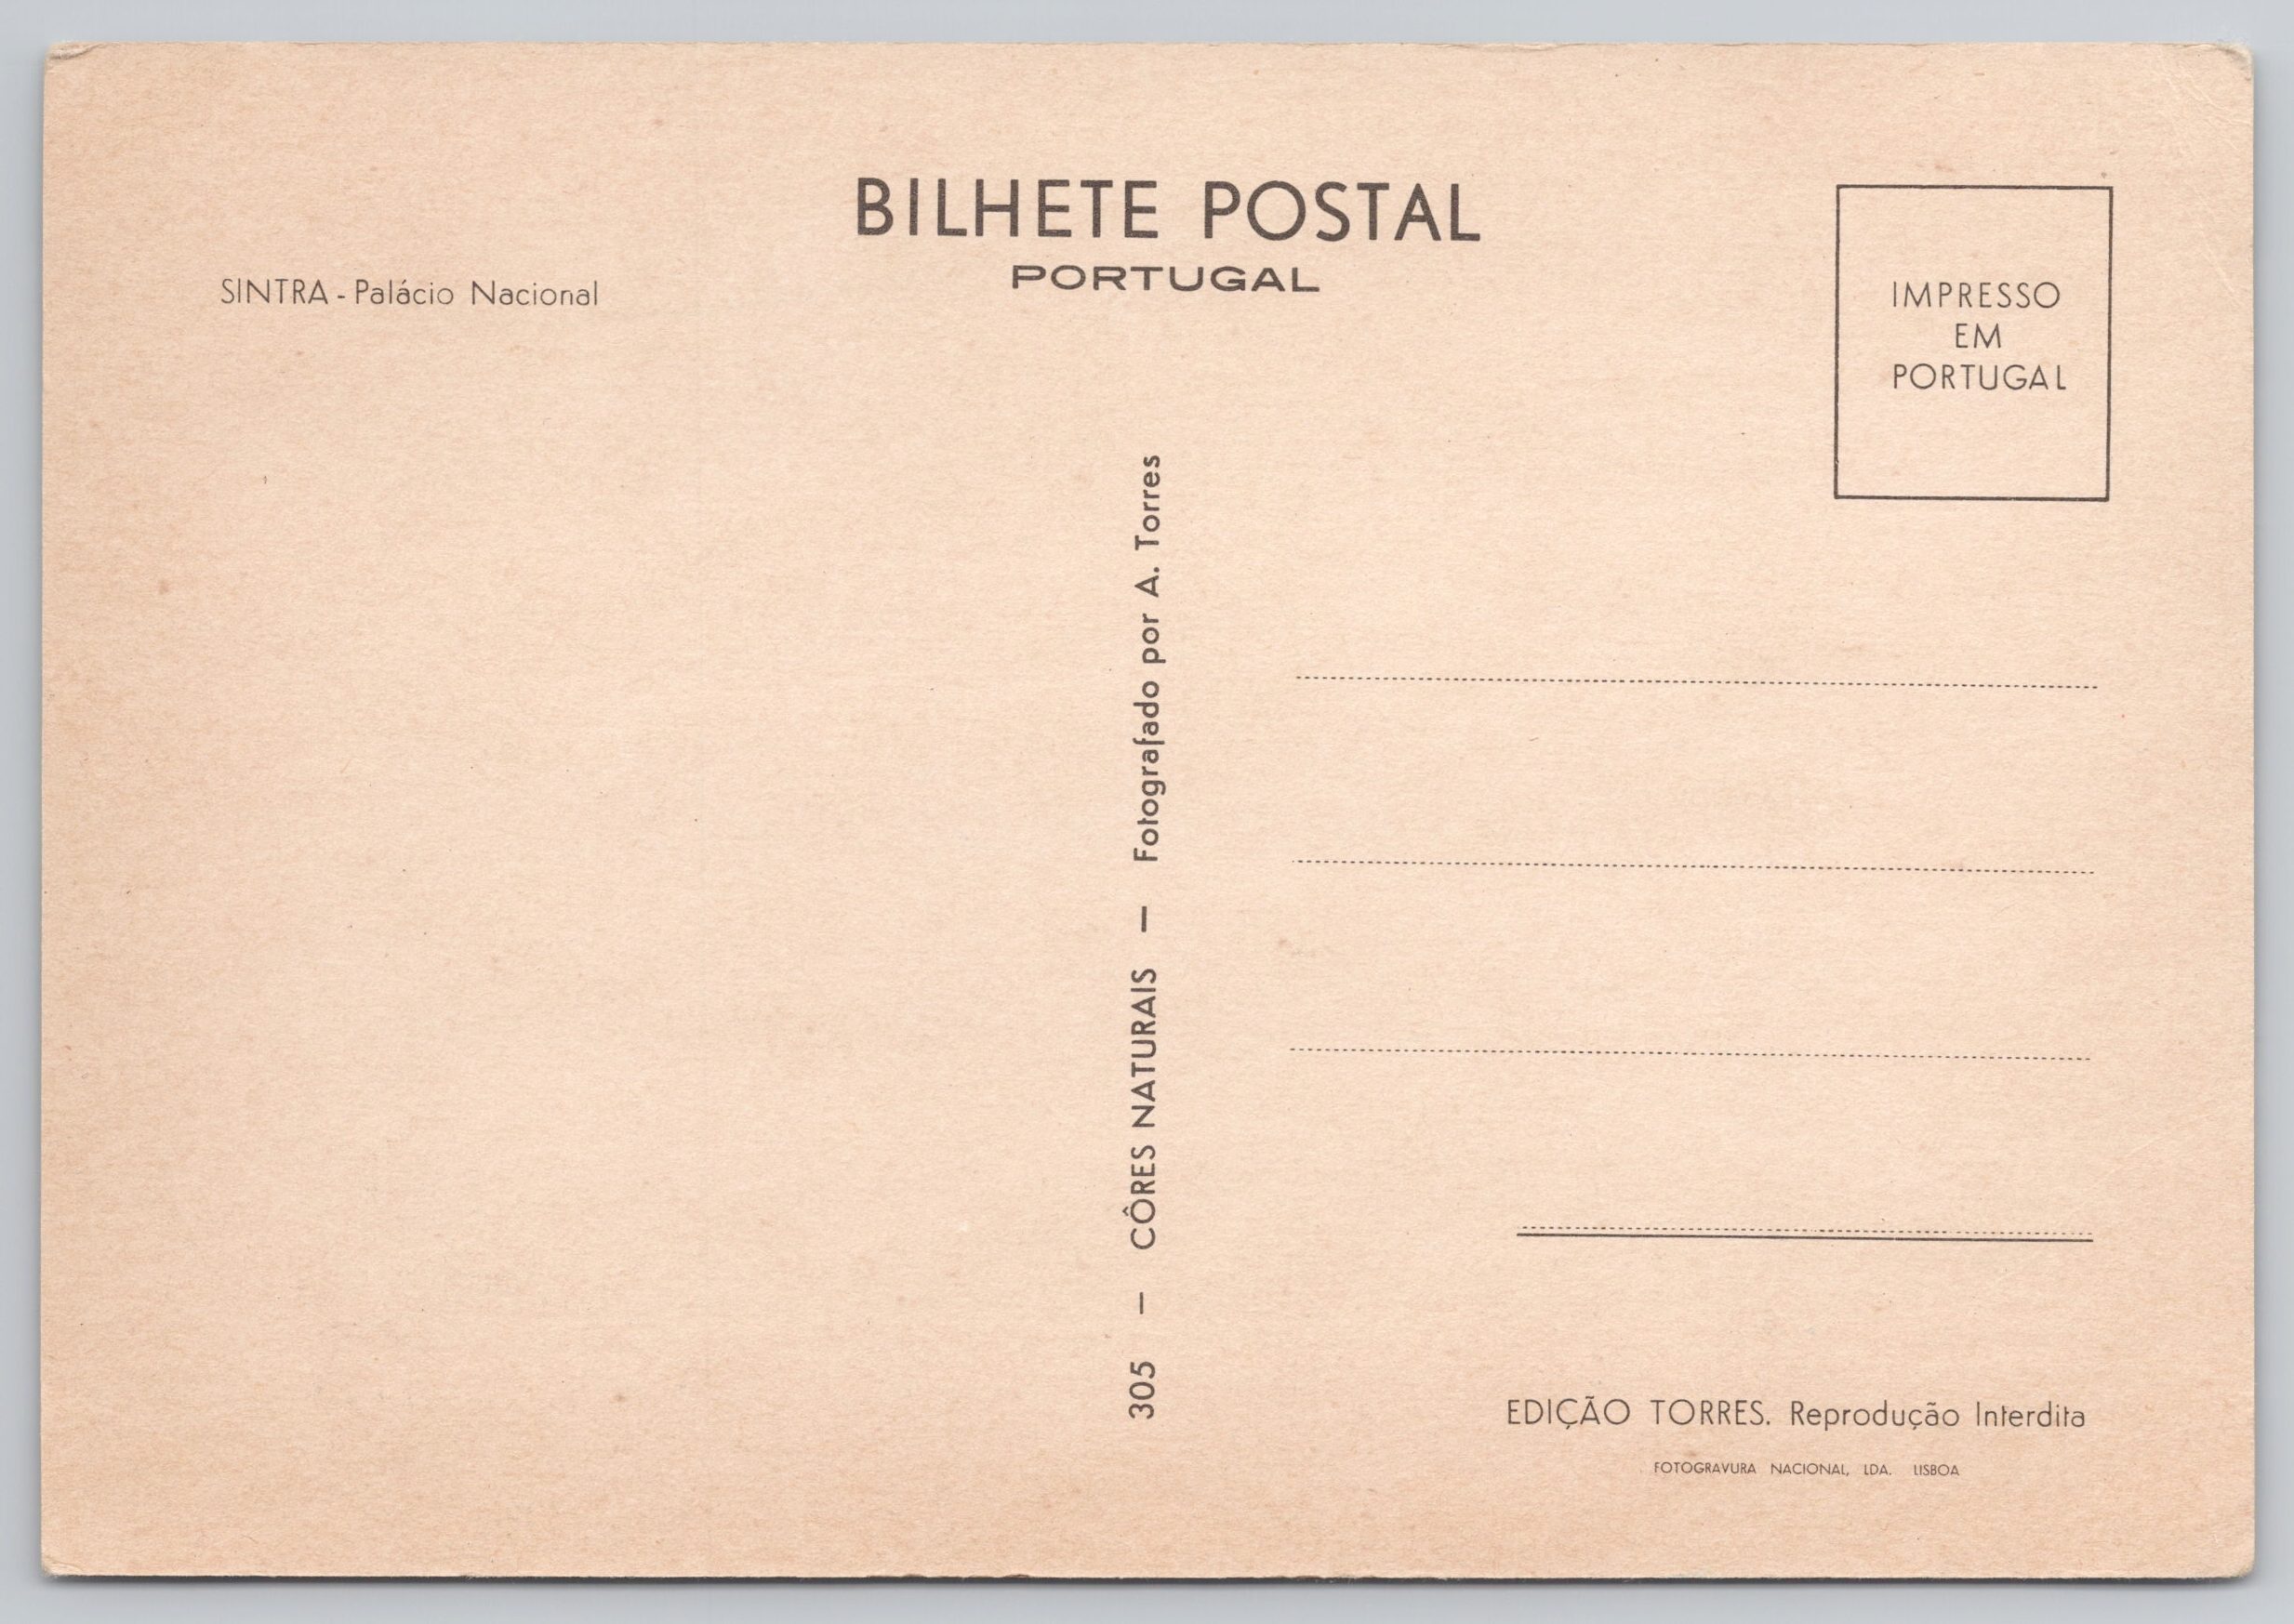 BILHETE POSTAL
PORTUGAL
SINTRA - Palácio Nacional
IMPRESSO
EM
PORTUGAL
305 — CÔRES NATURAIS — Fotografado por A. Torres
EDIÇÃO TORRES. Reprodução Interdita
FOTOGRAVURA NACIONAL, LDA. LISBOA